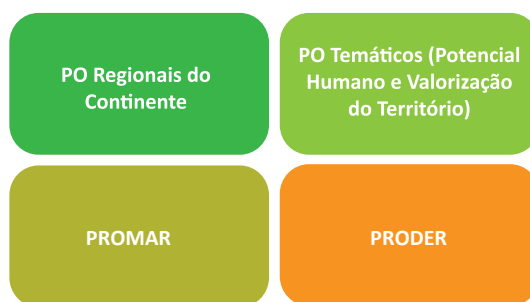 PO Regionais do
Continente
PO Temáticos (Potencial
Humano e Valorização
do Território)
PROMAR
PRODER